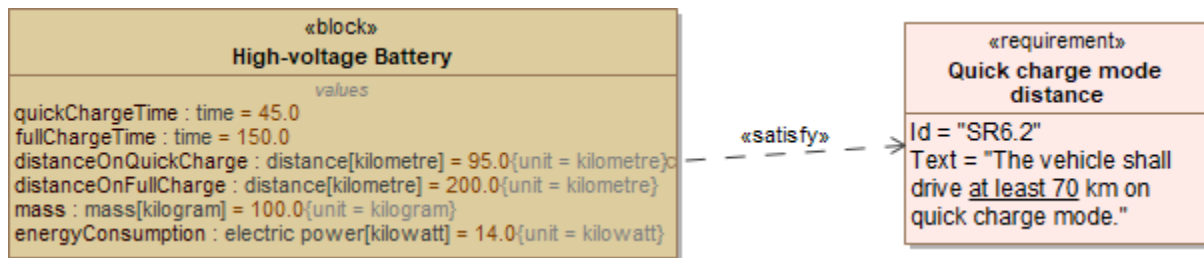 «block»
High-voltage Battery
values
quickChargeTime : time = 45.0
fullChargeTime : time = 150.0
distanceOnQuickCharge : distance[kilometre] = 95.0{unit = kilometre}c
distanceOnFullCharge : distance[kilometre] = 200.0{unit = kilometre}
mass : mass[kilogram] = 100.0{unit = kilogram}
energyConsumption : electric power[kilowatt] = 14.0{unit = kilowatt}
«satisfy»
«requirement»
Quick charge mode
distance
Id = "SR6.2"
Text = "The vehicle shall
drive at least 70 km on
quick charge mode."